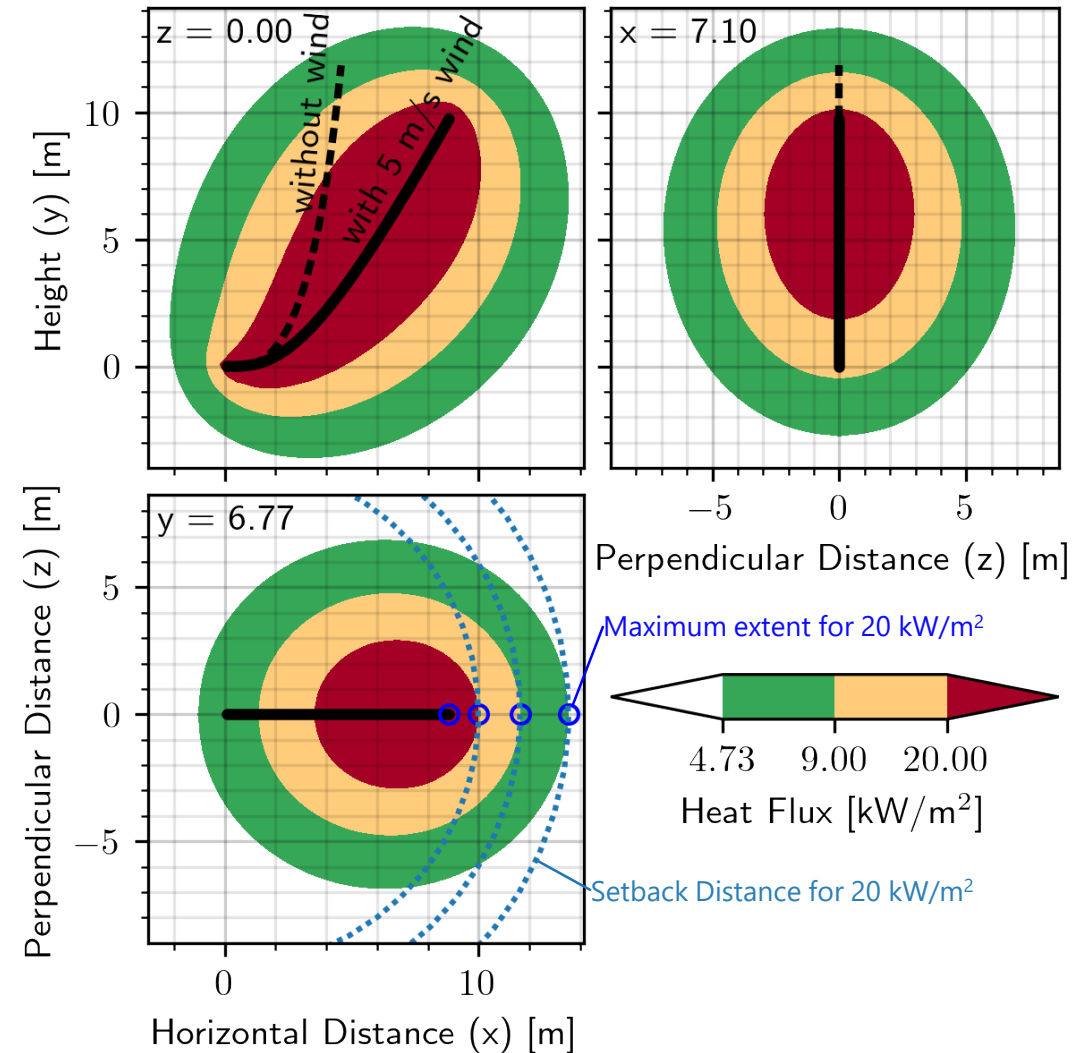 z = 0.00
without wind
with 5 m/s wind
10
5
0
Height (y) [m]
x = 7.10
−5
0
5
Perpendicular Distance (z) [m]
y = 6.77
5
0
−5
Perpendicular Distance (z) [m]
0
10
Horizontal Distance (x) [m]
Maximum extent for 20 kW/m²
4.73
9.00
20.00
Heat Flux [kW/m²]
Setback Distance for 20 kW/m²